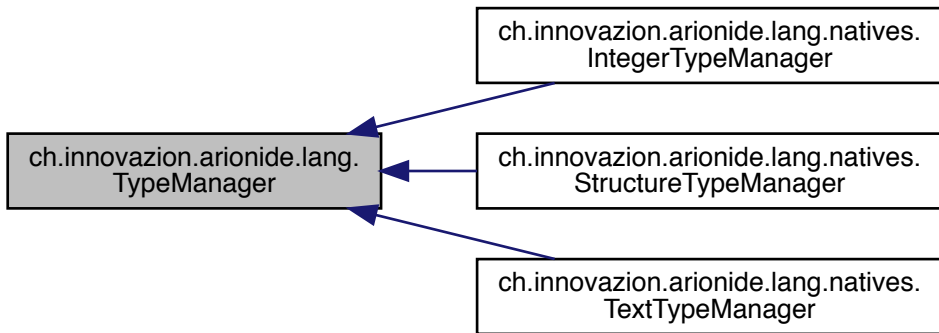 ch.innovazion.arionide.lang.natives.
IntegerTypeManager
ch.innovazion.arionide.lang.
TypeManager
ch.innovazion.arionide.lang.natives.
StructureTypeManager
ch.innovazion.arionide.lang.natives.
TextTypeManager